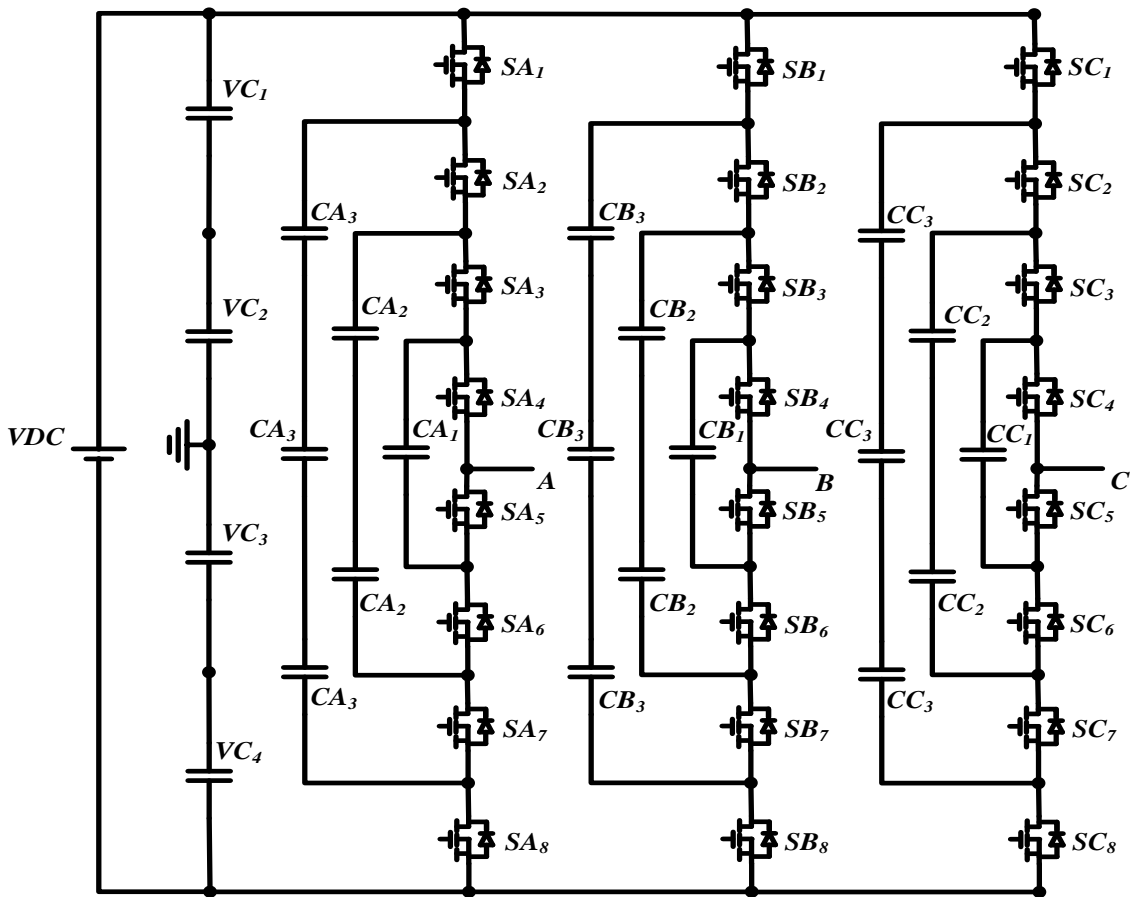 SA₁
SB₁
SC₁
VC₁
SA₂
SB₂
SC₂
CA₃
CB₃
CC₃
SA₃
SB₃
SC₃
VC₂
CA₂
CB₂
CC₂
SA₄
SB₄
SC₄
VDC
CA₃
CA₁
CB₃
CB₁
CC₃
CC₁
A
B
C
SA₅
SB₅
SC₅
VC₃
CA₂
CB₂
CC₂
SA₆
SB₆
SC₆
CA₃
CB₃
CC₃
SA₇
SB₇
SC₇
VC₄
SA₈
SB₈
SC₈